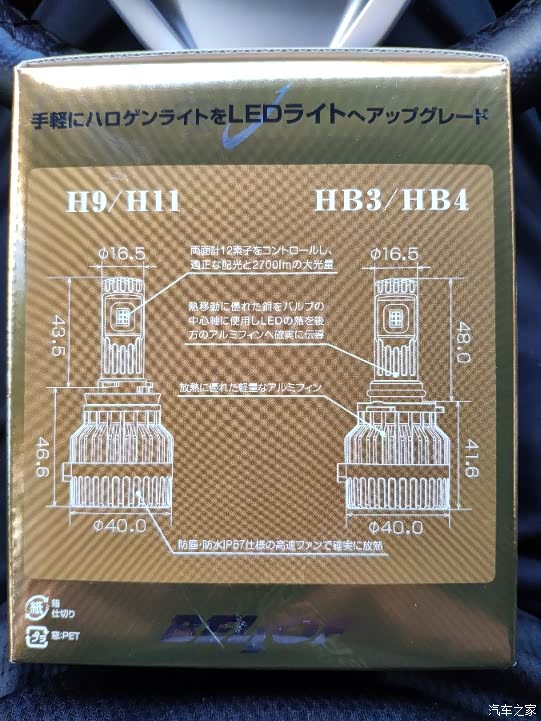 手軽にハロゲンライトをLEDライトへアップグレード
H9/H11
HB3/HB4
φ16.5
両面計12素子をコントロールし、
適正な配光と2700lmの大光量
φ16.5
43.5
熱移動に優れた銅をバルブの
中心軸に使用しLEDの熱を後
方のアルミフィンへ確実に伝導
48.0
放熱に優れた軽量なアルミフィン
46.6
41.6
φ40.0
φ40.0
防塵・防水IP67仕様の高速ファンで確実に放熱
紙
箱
仕切り
プラ
窓:PET
BELLOF
汽车之家